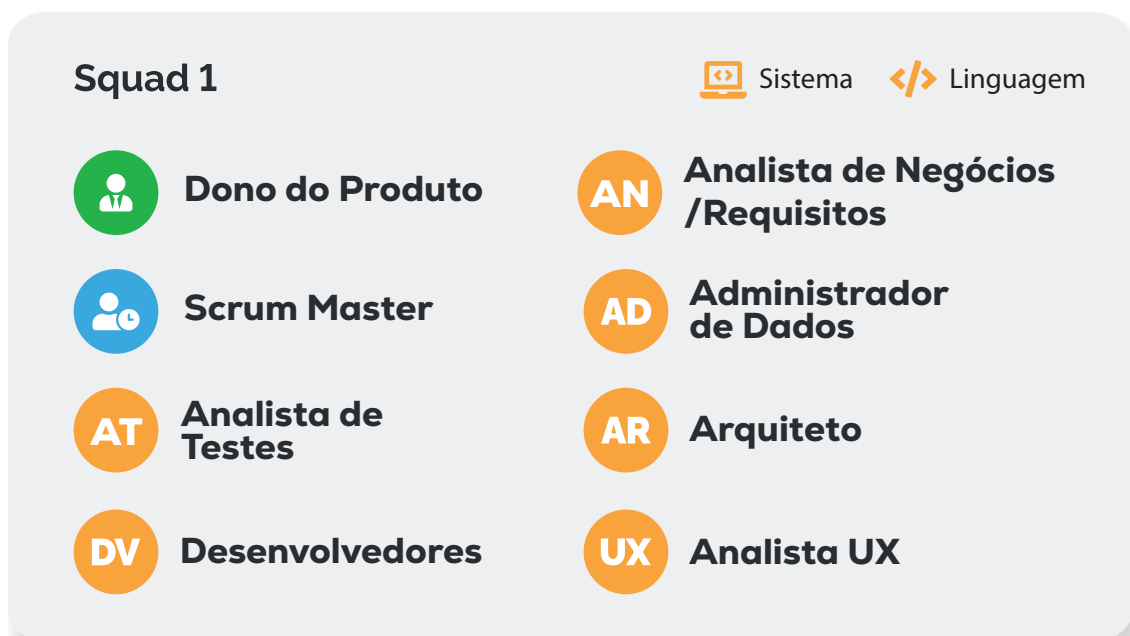 Squad 1
Sistema
Linguagem
Dono do Produto
AN
Analista de Negócios
/Requisitos
Scrum Master
AD
Administrador
de Dados
AT
Analista de
Testes
AR
Arquiteto
DV
Desenvolvedores
UX
Analista UX